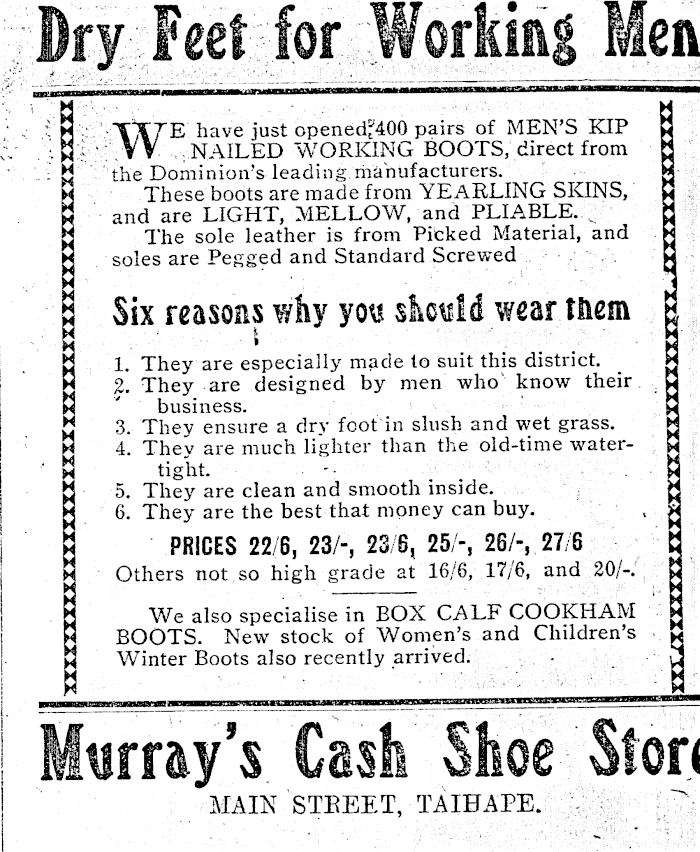 Dry Feet for Working Men
WE have just opened 400 pairs of MEN'S KIP
NAILED WORKING BOOTS, direct from
the Dominion's leading manufacturers.
These boots are made from YEARLING SKINS,
and are LIGHT, MELLOW, and PLIABLE.
The sole leather is from Picked Material, and
soles are Pegged and Standard Screwed
Six reasons why you should wear them
1. They are especially made to suit this district.
2. They are designed by men who know their
business.
3. They ensure a dry foot in slush and wet grass.
4. They are much lighter than the old-time water-
tight.
5. They are clean and smooth inside.
6. They are the best that money can buy.
PRICES 22/6, 23/-, 23/6, 25/-, 26/-, 27/6
Others not so high grade at 16/6, 17/6, and 20/-.
We also specialise in BOX CALF COOKHAM
BOOTS. New stock of Women's and Children's
Winter Boots also recently arrived.
Murray's Cash Shoe Store
MAIN STREET, TAIHAPE.